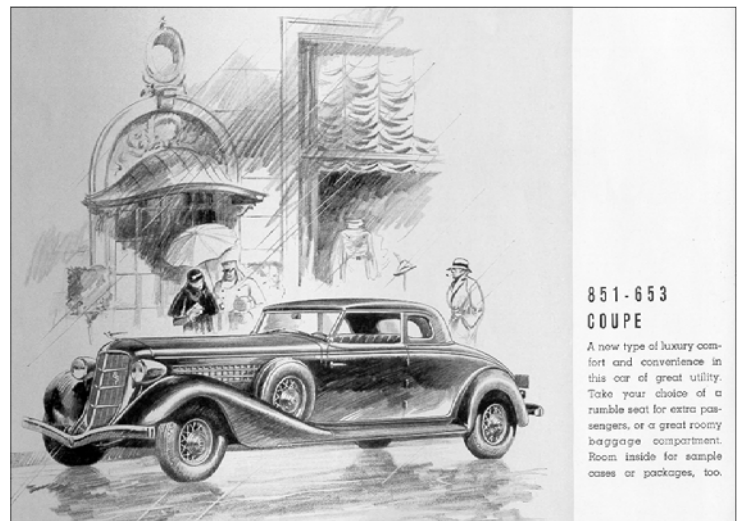 851-653
COUPE
A new type of luxury com-
fort and convenience in
this car of great utility.
Take your choice of a
rumble seat for extra pas-
sengers, or a great roomy
baggage compartment.
Room inside for sample
cases or packages, too.